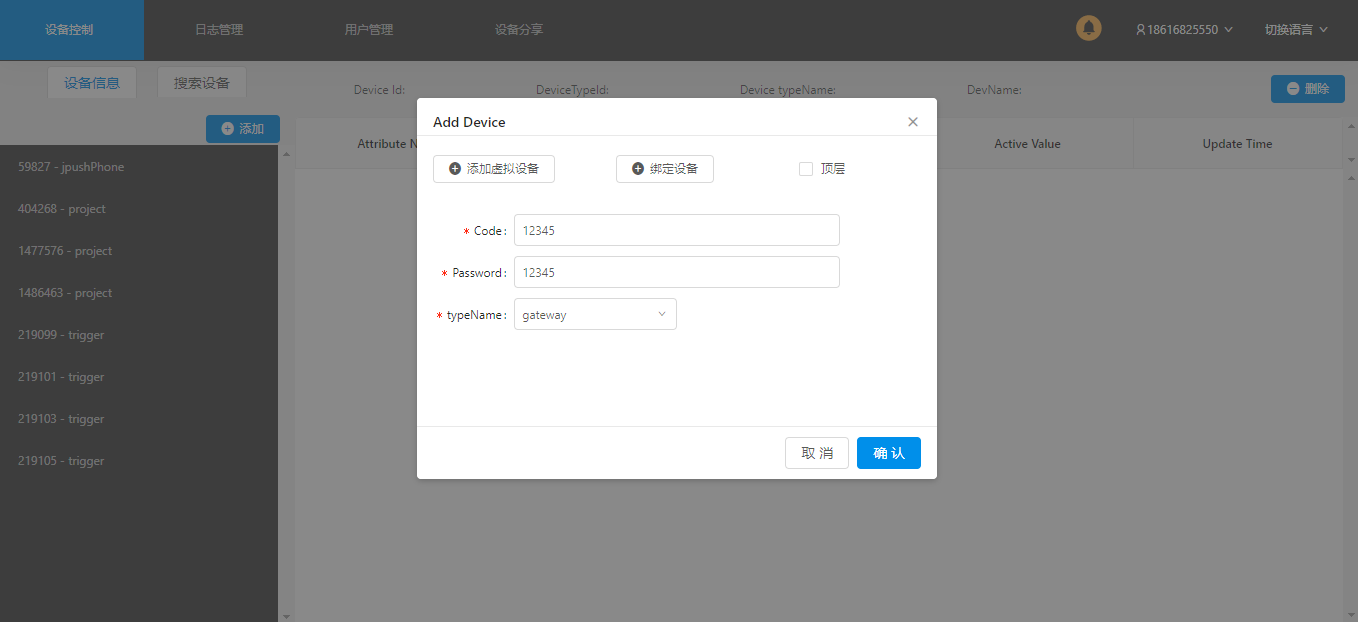 设备控制 日志管理 用户管理 设备分享 18616825550 切换语言
设备信息 搜索设备 Device Id: DeviceTypeId: Device typeName: DevName: 删除
添加
Attribute N Active Value Update Time
59827 - jpushPhone
404268 - project
1477576 - project
1486463 - project
219099 - trigger
219101 - trigger
219103 - trigger
219105 - trigger
Add Device
添加虚拟设备 绑定设备 顶层
* Code: 12345
* Password: 12345
* typeName: gateway
取 消 确 认